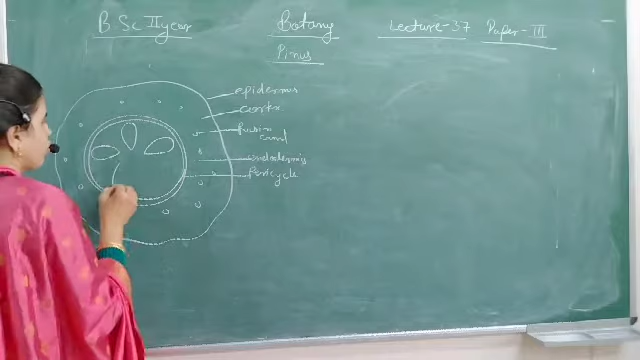 B Sc II year Botany Lecture-37 Paper-III
Pinus
epidermis
cortex
Resin
canal
endodermis
Pericycle